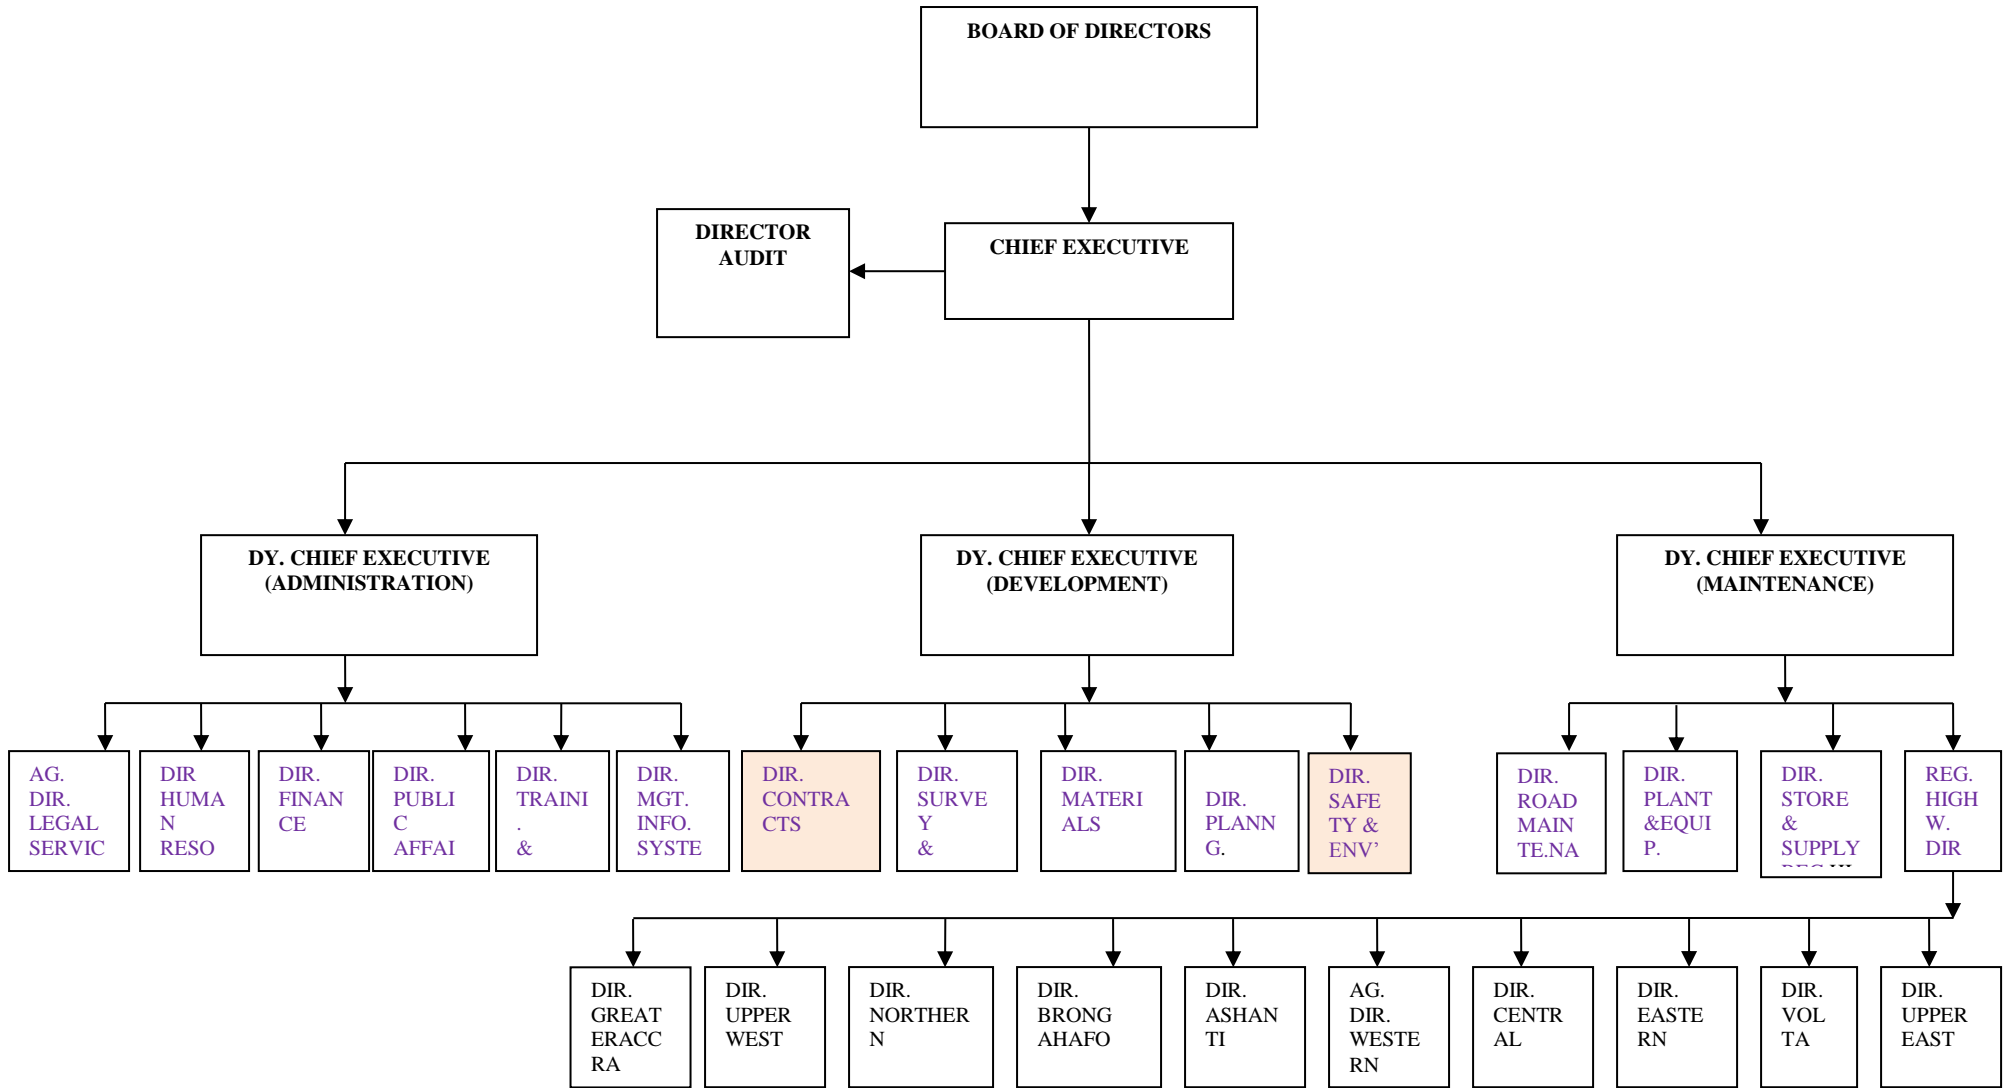 BOARD OF DIRECTORS
DIRECTOR
AUDIT
CHIEF EXECUTIVE
DY. CHIEF EXECUTIVE
(ADMINISTRATION)
DY. CHIEF EXECUTIVE
(DEVELOPMENT)
DY. CHIEF EXECUTIVE
(MAINTENANCE)
AG.
DIR.
LEGAL
SERVIC
DIR
HUMA
N
RESO
DIR.
FINAN
CE
DIR.
PUBLI
C
AFFAI
DIR.
TRAINI
.
&
DIR.
MGT.
INFO.
SYSTE
DIR.
CONTRA
CTS
DIR.
SURVE
Y
&
DIR.
MATERI
ALS
DIR.
PLANN
G.
DIR.
SAFE
TY &
ENV’
DIR.
ROAD
MAIN
TE.NA
DIR.
PLANT
&EQUI
P.
DIR.
STORE
&
SUPPLY
REG.
HIGH
W.
DIR
DIR.
GREAT
ERACC
RA
DIR.
UPPER
WEST
DIR.
NORTHER
N
DIR.
BRONG
AHAFO
DIR.
ASHAN
TI
AG.
DIR.
WESTE
RN
DIR.
CENTR
AL
DIR.
EASTE
RN
DIR.
VOL
TA
DIR.
UPPER
EAST